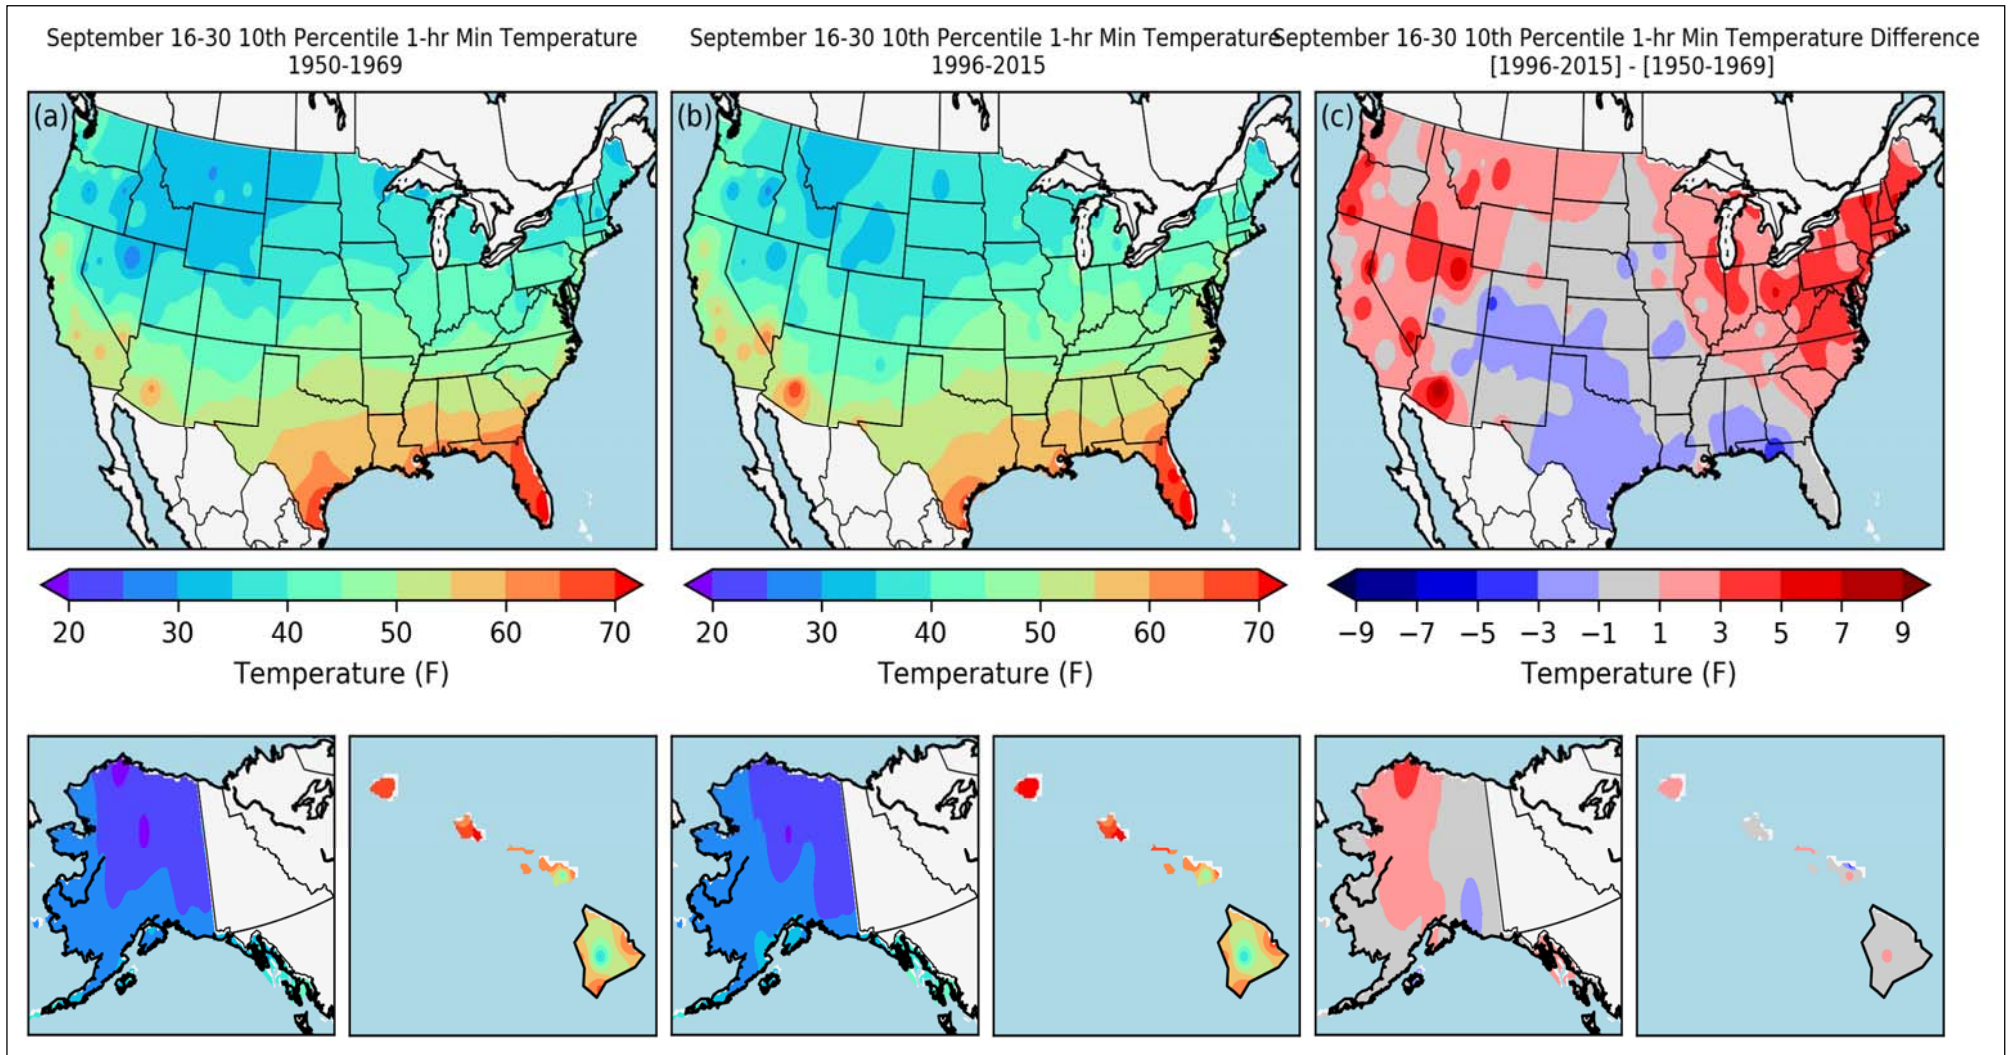 September 16-30 10th Percentile 1-hr Min Temperature
1950-1969
September 16-30 10th Percentile 1-hr Min Temperature
1996-2015
September 16-30 10th Percentile 1-hr Min Temperature Difference
[1996-2015] - [1950-1969]
(a)
(b)
(c)
20 30 40 50 60 70
Temperature (F)
20 30 40 50 60 70
Temperature (F)
−9 −7 −5 −3 −1 1 3 5 7 9
Temperature (F)